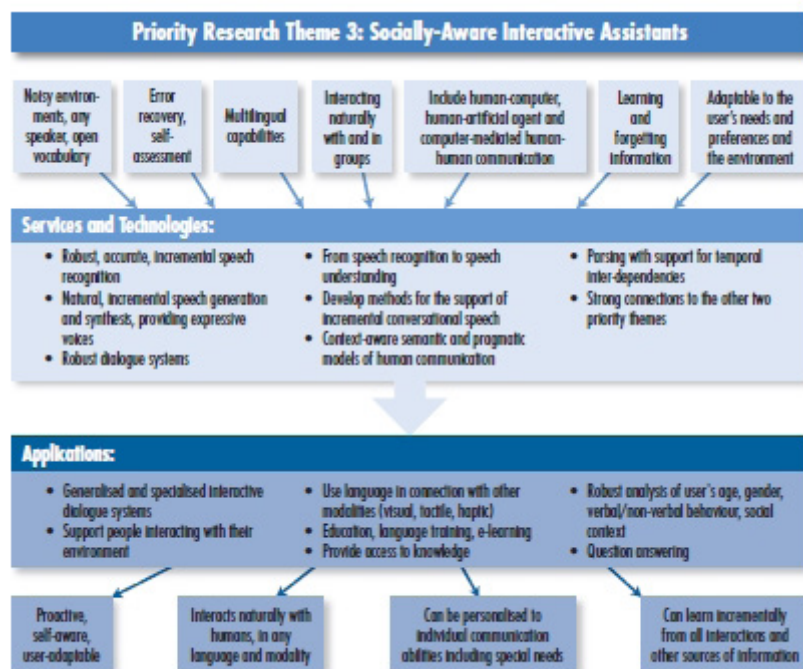 Priority Research Theme 3: Socially-Aware Interactive Assistants
Noisy environ-
ments, any
speaker, open
vocabulary
Error
recovery,
self-
assessment
Multilingual
capabilities
Interacting
naturally
with and in
groups
Include human-computer,
human-artificial agent and
computer-mediated human-
human communication
Learning
and
forgetting
information
Adaptable to the
user's needs and
preferences and
the environment
Services and Technologies:
• Robust, accurate, incremental speech
recognition
• Natural, incremental speech generation
and synthesis, providing expressive
voices
• Robust dialogue systems
• From speech recognition to speech
understanding
• Develop methods for the support of
incremental conversational speech
• Context-aware semantic and pragmatic
models of human communication
• Parsing with support for temporal
inter-dependencies
• Strong connections to the other two
priority themes
Applications:
• Generalised and specialised interactive
dialogue systems
• Support people interacting with their
environment
• Use language in connection with other
modalities (visual, tactile, haptic)
• Education, language training, e-learning
• Provide access to knowledge
• Robust analysis of user's age, gender,
verbal/non-verbal behaviour, social
context
• Question answering
Proactive,
self-aware,
user-adaptable
Interacts naturally with
humans, in any
language and modality
Can be personalised to
individual communication
abilities including special needs
Can learn incrementally
from all interactions and
other sources of information